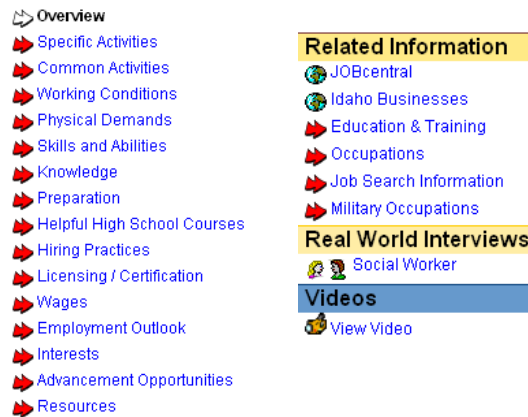 Overview
Specific Activities
Common Activities
Working Conditions
Physical Demands
Skills and Abilities
Knowledge
Preparation
Helpful High School Courses
Hiring Practices
Licensing / Certification
Wages
Employment Outlook
Interests
Advancement Opportunities
Resources
Related Information
JOBcentral
Idaho Businesses
Education & Training
Occupations
Job Search Information
Military Occupations
Real World Interviews
Social Worker
Videos
View Video